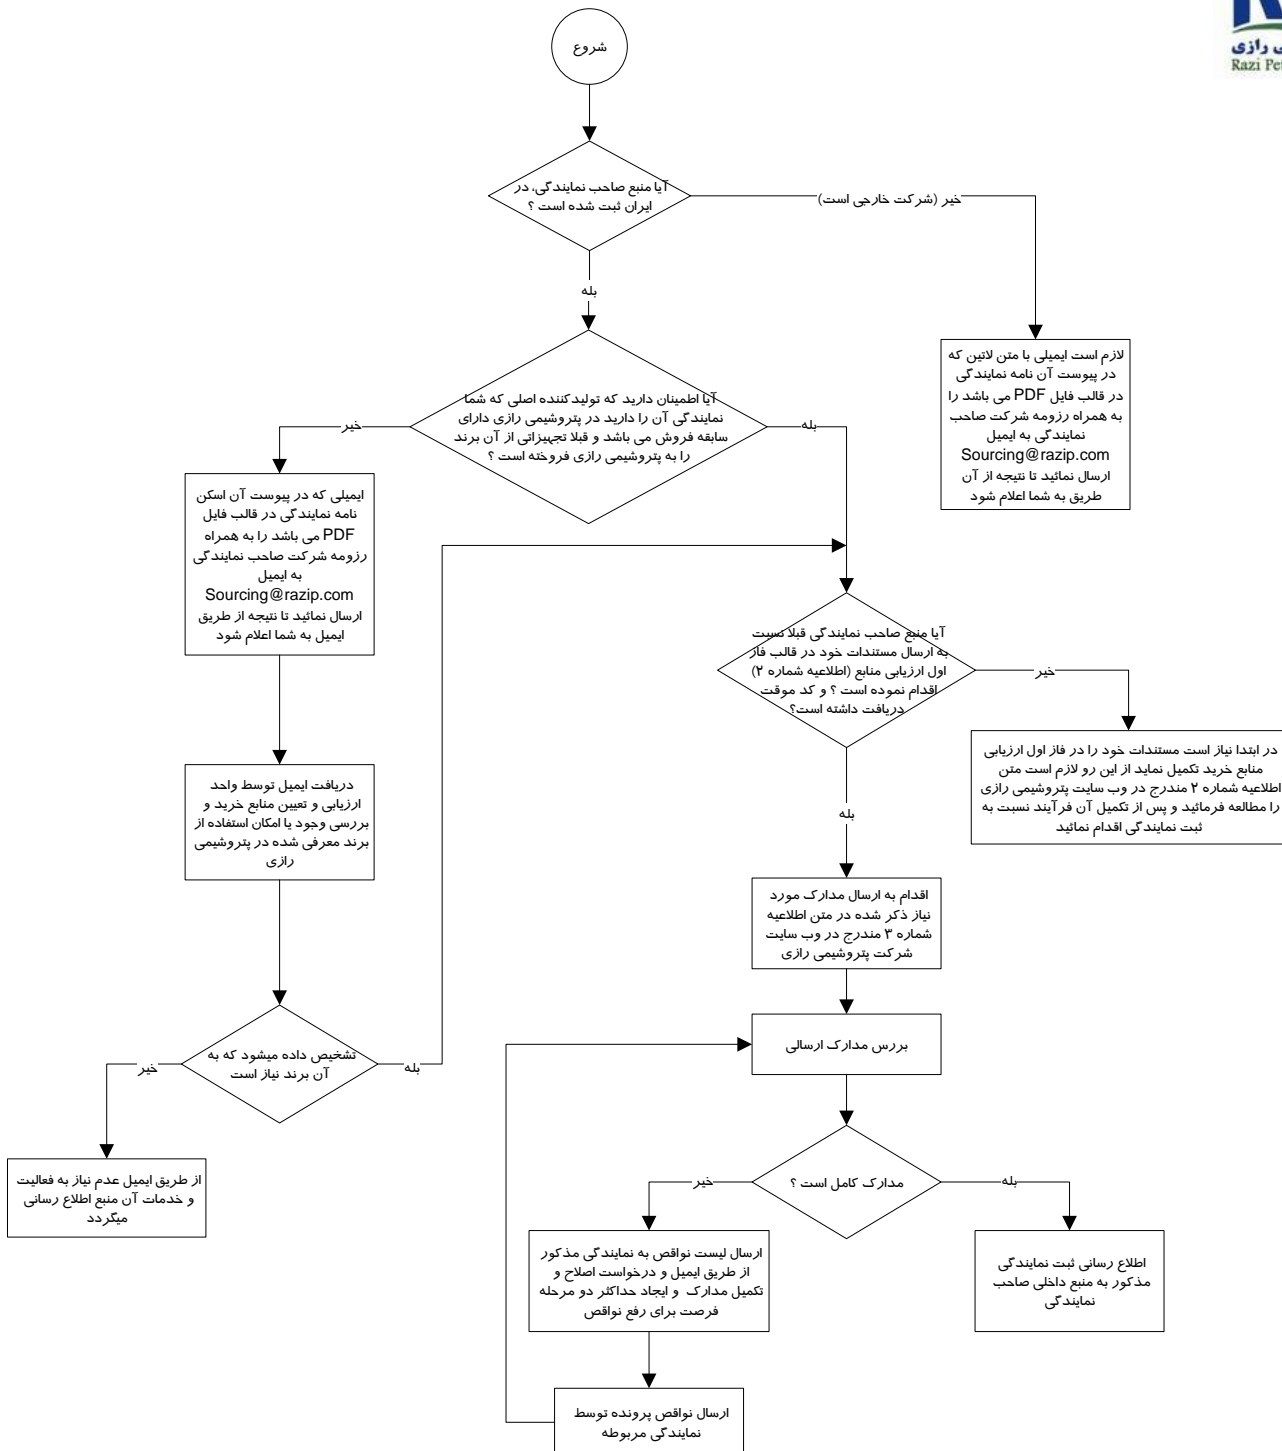 ی رازی
Razi Pe
شروع
آیا منبع صاحب نمایندگی، در
ایران ثبت شده است ؟
خیر (شرکت خارجی است)
بله
لازم است ایمیلی با متن لاتین که
در پیوست آن نامه نمایندگی
در قالب فایل PDF می باشد را
به همراه رزومه شرکت صاحب
نمایندگی به ایمیل
Sourcing@razip.com
ارسال نمائید تا نتیجه از آن
طریق به شما اعلام شود
آیا اطمینان دارید که تولیدکننده اصلی که شما
نمایندگی آن را دارید در پتروشیمی رازی دارای
سابقه فروش می باشد و قبلا تجهیزاتی از آن برند
را به پتروشیمی رازی فروخته است ؟
بله
خیر
ایمیلی که در پیوست آن اسکن
نامه نمایندگی در قالب فایل
PDF می باشد را به همراه
رزومه شرکت صاحب نمایندگی
به ایمیل
Sourcing@razip.com
ارسال نمائید تا نتیجه از طریق
ایمیل به شما اعلام شود
آیا منبع صاحب نمایندگی قبلا نسبت
به ارسال مستندات خود در قالب فاز
اول ارزیابی منابع (اطلاعیه شماره ۲)
اقدام نموده است ؟ و کد موقت
دریافت داشته است؟
خیر
در ابتدا نیاز است مستندات خود را در فاز اول ارزیابی
منابع خرید تکمیل نماید از این رو لازم است متن
اطلاعیه شماره ۲ مندرج در وب سایت پتروشیمی رازی
را مطالعه فرمائید و پس از تکمیل آن فرآیند نسبت به
ثبت نمایندگی اقدام نمائید
بله
دریافت ایمیل توسط واحد
ارزیابی و تعیین منابع خرید و
بررسی وجود یا امکان استفاده از
برند معرفی شده در پتروشیمی
رازی
اقدام به ارسال مدارک مورد
نیاز ذکر شده در متن اطلاعیه
شماره ۳ مندرج در وب سایت
شرکت پتروشیمی رازی
بررس مدارک ارسالی
تشخیص داده میشود که به
آن برند نیاز است
بله
خیر
از طریق ایمیل عدم نیاز به فعالیت
و خدمات آن منبع اطلاع رسانی
میگردد
مدارک کامل است ؟
بله
خیر
اطلاع رسانی ثبت نمایندگی
مذکور به منبع داخلی صاحب
نمایندگی
ارسال لیست نواقص به نمایندگی مذکور
از طریق ایمیل و درخواست اصلاح و
تکمیل مدارک و ایجاد حداکثر دو مرحله
فرصت برای رفع نواقص
ارسال نواقص پرونده توسط
نمایندگی مربوطه